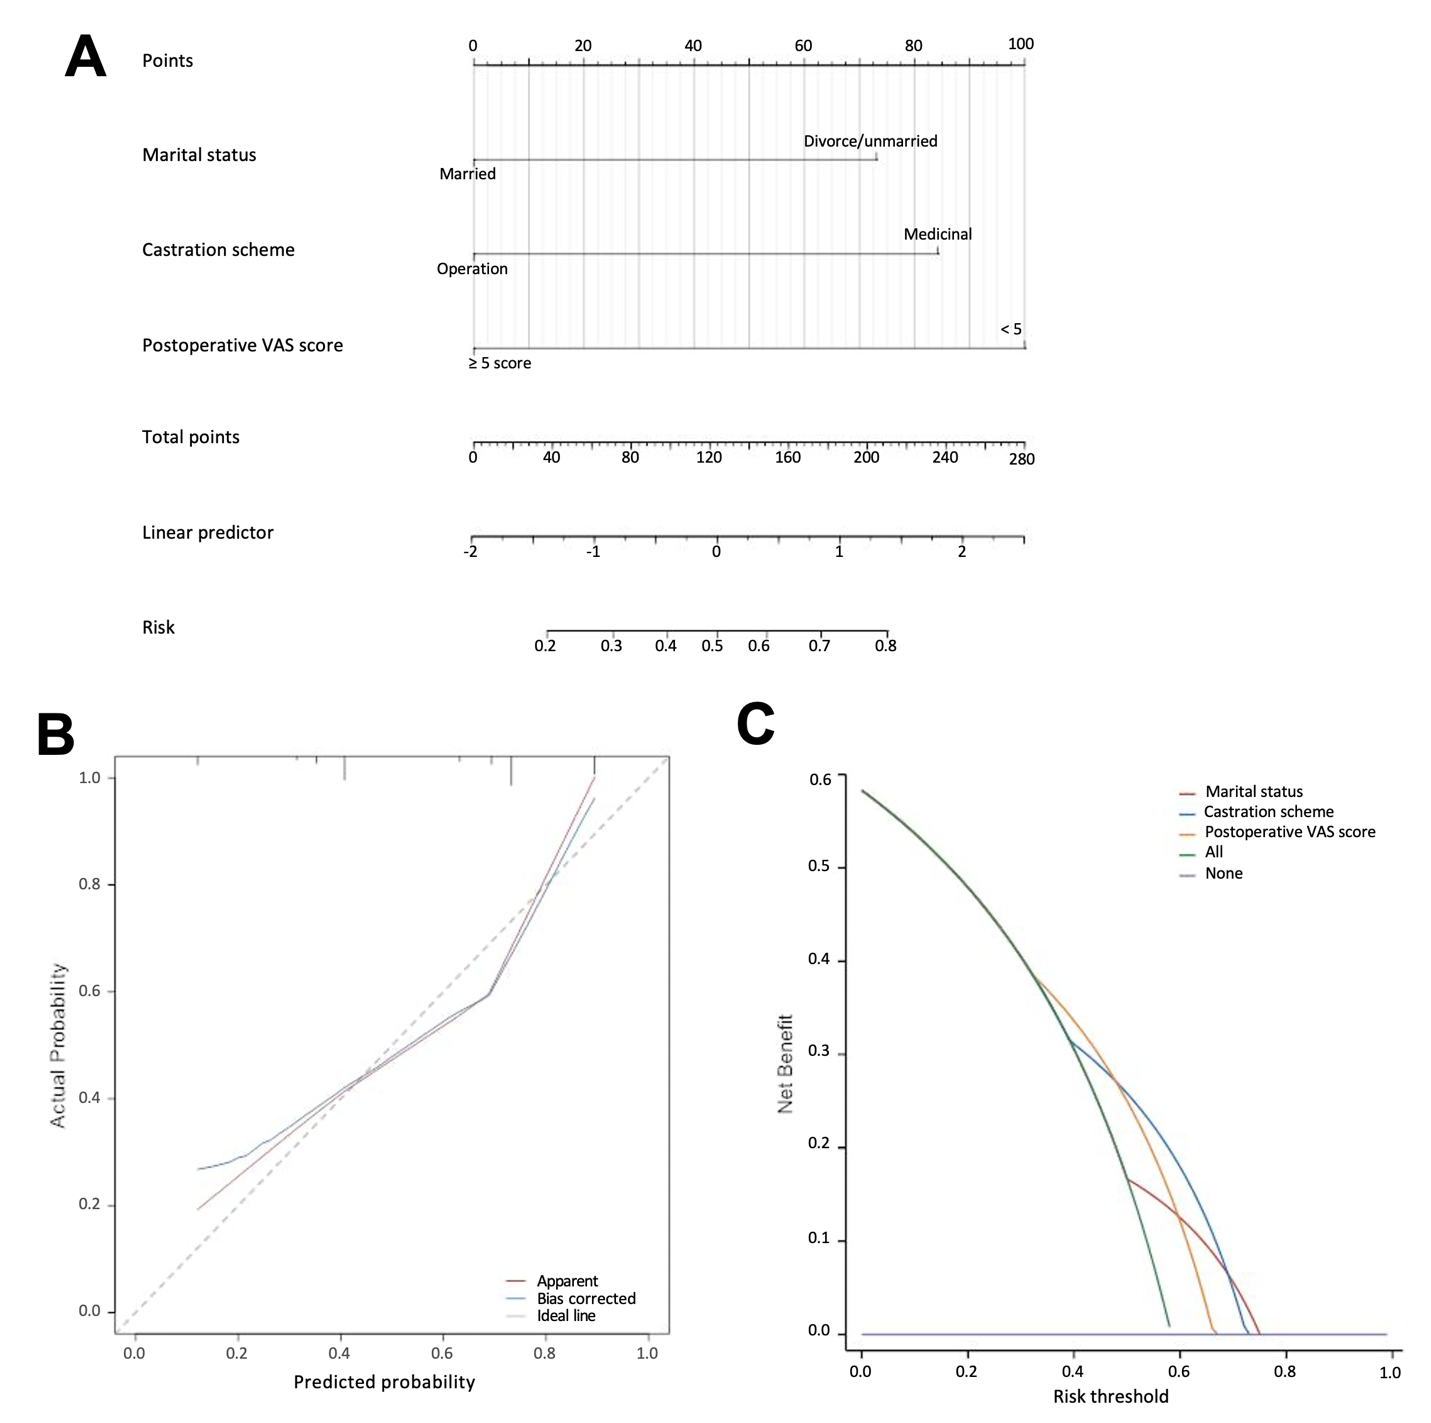 A
Points
0 20 40 60 80 100
Marital status
Divorce/unmarried
Married
Castration scheme
Medicinal
Operation
Postoperative VAS score
< 5
≥ 5 score
Total points
0 40 80 120 160 200 240 280
Linear predictor
-2 -1 0 1 2
Risk
0.2 0.3 0.4 0.5 0.6 0.7 0.8
B
Actual Probability
1.0
0.8
0.6
0.4
0.2
0.0
Apparent
Bias corrected
Ideal line
0.0 0.2 0.4 0.6 0.8 1.0
Predicted probability
C
Net Benefit
0.6
0.5
0.4
0.3
0.2
0.1
0.0
Marital status
Castration scheme
Postoperative VAS score
All
None
0.0 0.2 0.4 0.6 0.8 1.0
Risk threshold